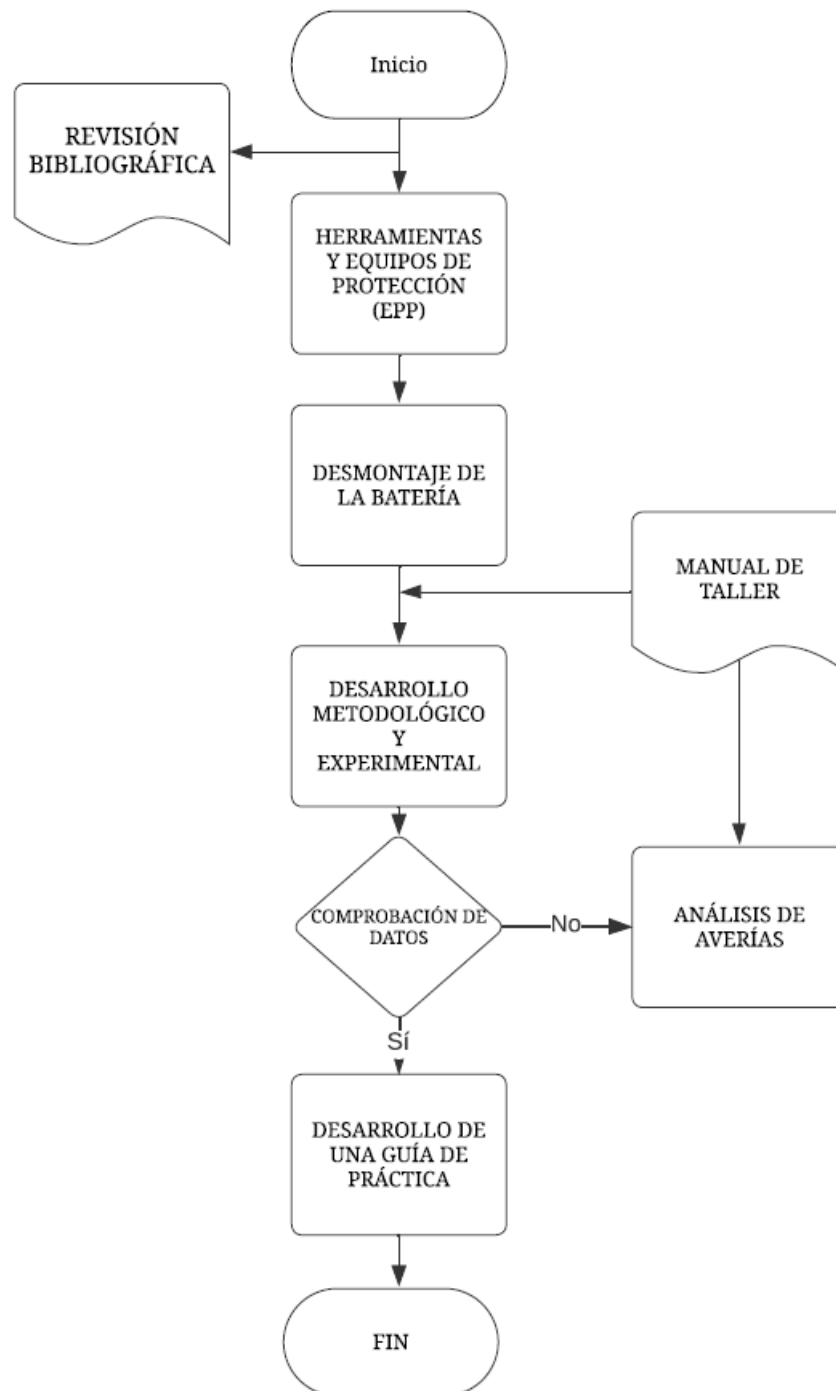 Inicio
REVISIÓN
BIBLIOGRÁFICA
HERRAMIENTAS
Y EQUIPOS DE
PROTECCIÓN
(EPP)
DESMONTAJE DE
LA BATERÍA
MANUAL DE
TALLER
DESARROLLO
METODOLÓGICO
Y
EXPERIMENTAL
COMPROBACIÓN DE
DATOS
No
ANÁLISIS DE
AVERÍAS
Sí
DESARROLLO DE
UNA GUÍA DE
PRÁCTICA
FIN